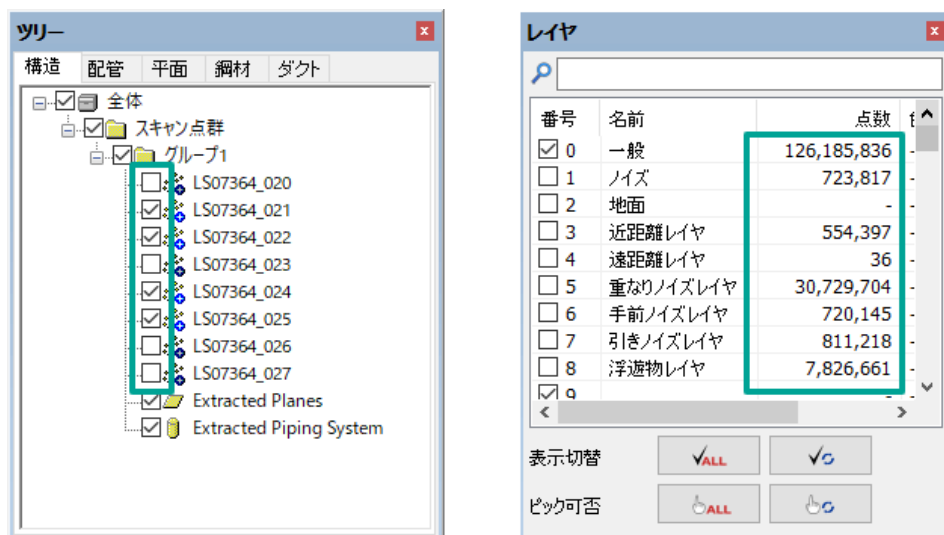 ツリー
構造 配管 平面 鋼材 ダクト
全体
スキャン点群
グループ1
LS07364_020
LS07364_021
LS07364_022
LS07364_023
LS07364_024
LS07364_025
LS07364_026
LS07364_027
Extracted Planes
Extracted Piping System
レイヤ
番号 名前 点数
0 一般 126,185,836 -
1 ノイズ 723,817 -
2 地面 - -
3 近距離レイヤ 554,397 -
4 遠距離レイヤ 36 -
5 重なりノイズレイヤ 30,729,704 -
6 手前ノイズレイヤ 720,145 -
7 引きノイズレイヤ 811,218 -
8 浮遊物レイヤ 7,826,661 -
9 - -
表示切替 ALL
ピック可否 ALL